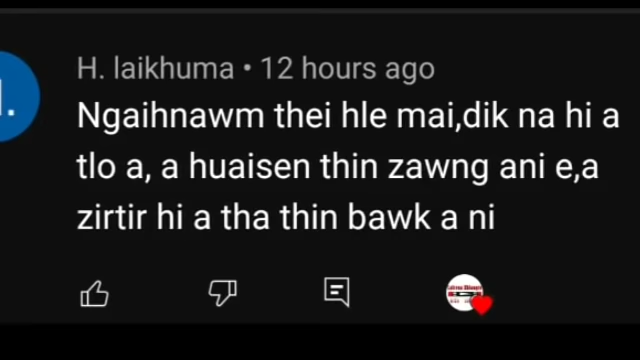 H. laikhuma • 12 hours ago
Ngaihnawm thei hle mai,dik na hi a
tlo a, a huaisen thin zawng ani e,a
zirtir hi a tha thin bawk a ni